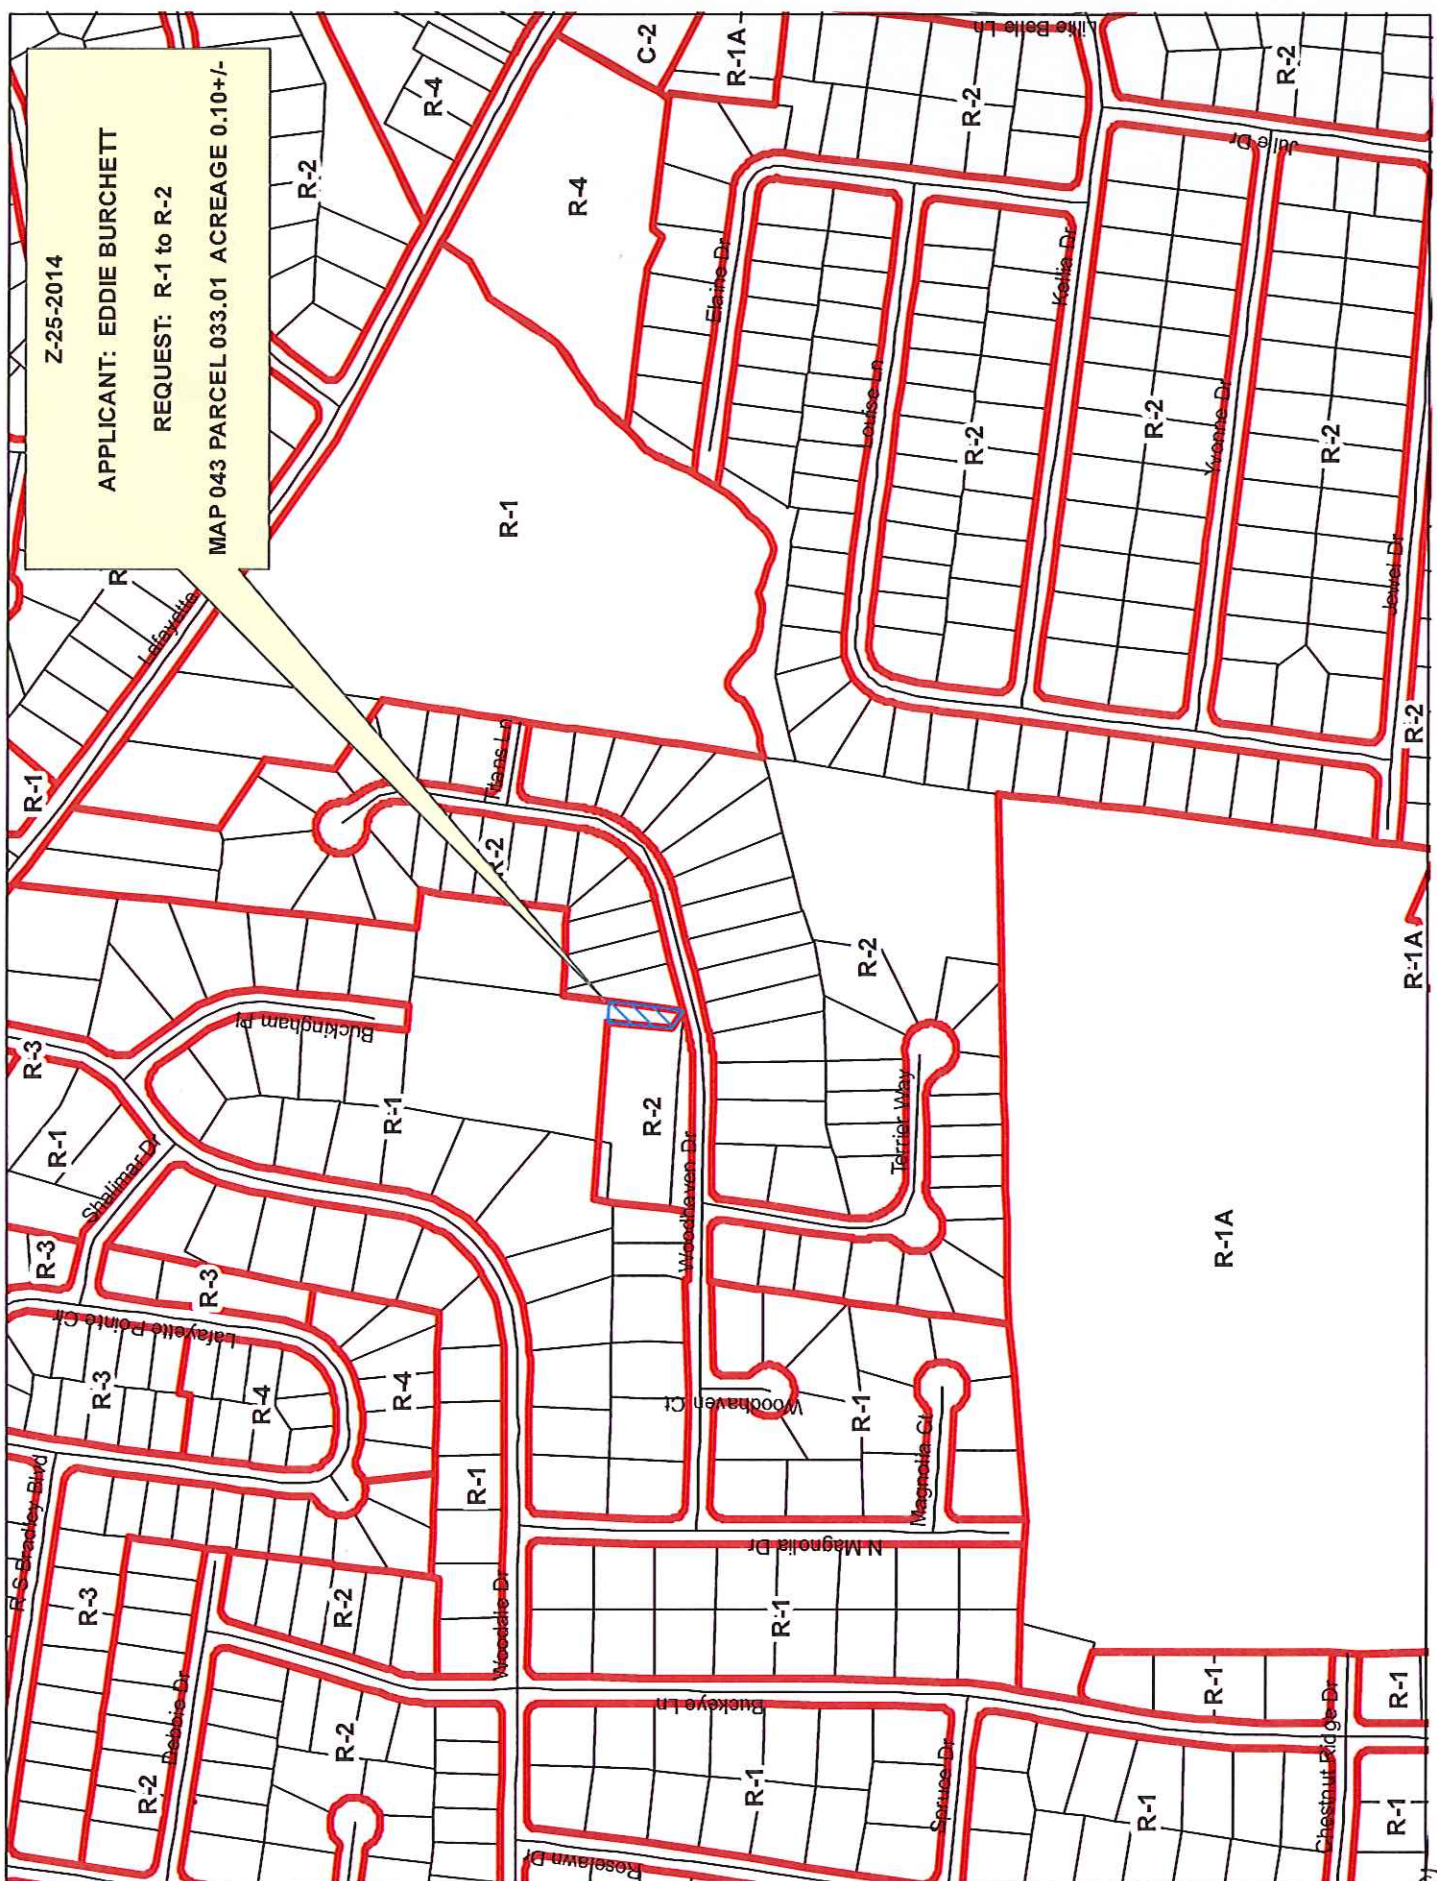 Z-25-2014
APPLICANT: EDDIE BURCHETT
REQUEST: R-1 to R-2
MAP 043 PARCEL 033.01 ACREAGE 0.10+/-
R-2
R-4
C-2
R-1A
R-2
R-2
Lillie Belle Ln
Julie Dr
R-4
Elaine Dr
Louise Ln
Kellia Dr
R-2
R-2
Yvonne Dr
R-2
Jewel Dr
R-2
R-1
R
Lafayette
R-1
Titans Ln
R-2
R-2
R-1A
Buckingham Pl
R-3
R-1
R-1
Shalimar Dr
R-2
Woodhaven Dr
Terrier Way
R-1A
R-3
R-3
Lafayette Pointe Cir
R-3
R-4
R-4
Woodhaven Ct
R-1
Magnolia Ct
R-1
R S Bradley Blvd
N Magnolia Dr
R-3
R-2
Woodale Dr
R-1
Debbie Dr
R-2
R-2
Buckeye Ln
R-1
Spruce Dr
R-1
Chestnut Ridge Dr
R-1
R-1
R-1
Roselawn Dr